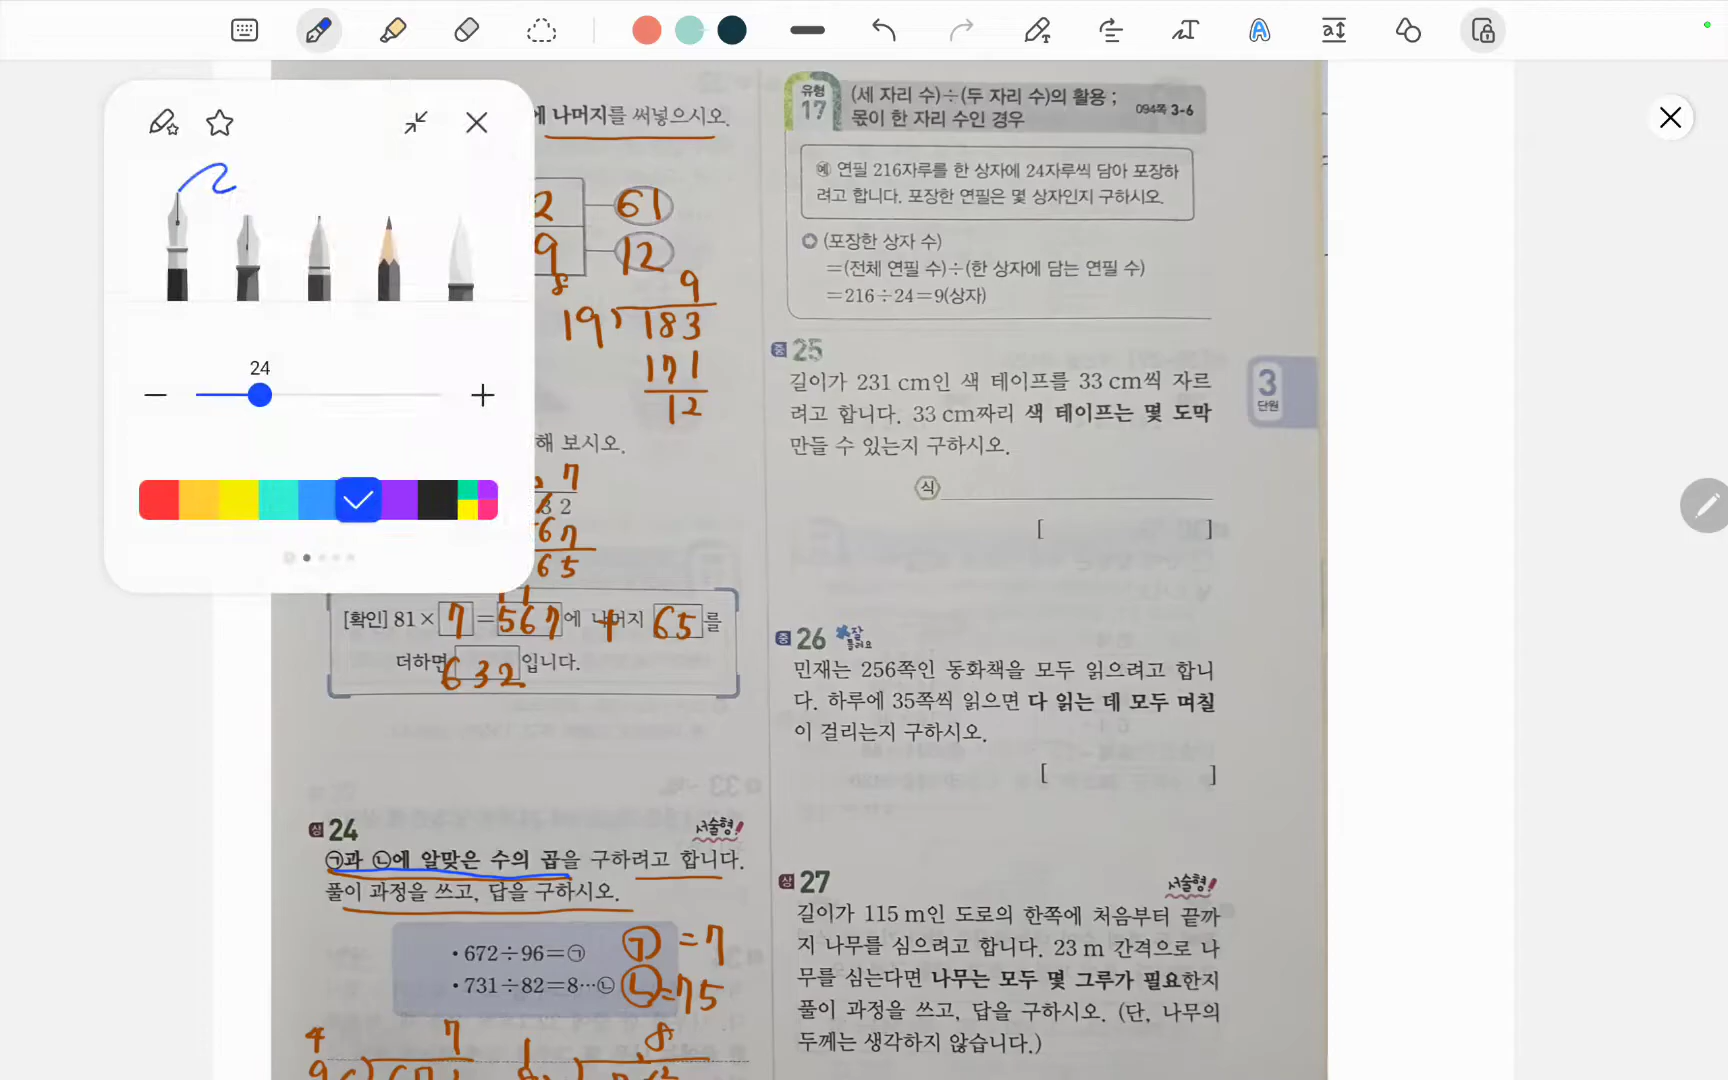 24
에 나머지를 써넣으시오.
2 61
9 12
8 9
19 183
171
12
해 보시오.
7
32
67
65
[확인] 81× 7 = 567 에 나머지 + 65 를
더하면 632 입니다.
상 24 서술형!
㉠과 ㉡에 알맞은 수의 곱을 구하려고 합니다.
풀이 과정을 쓰고, 답을 구하시오.
• 672÷96=㉠ ㉠ =7
• 731÷82=8…㉡ ㉡=75
4 7 1 8
유형 17 (세 자리 수)÷(두 자리 수)의 활용 ; 094쪽 3-6
몫이 한 자리 수인 경우
예 연필 216자루를 한 상자에 24자루씩 담아 포장하
려고 합니다. 포장한 연필은 몇 상자인지 구하시오.
(포장한 상자 수)
=(전체 연필 수)÷(한 상자에 담는 연필 수)
=216÷24=9(상자)
중 25
길이가 231 cm인 색 테이프를 33 cm씩 자르
려고 합니다. 33 cm짜리 색 테이프는 몇 도막
만들 수 있는지 구하시오.
식
[ ]
중 26 잘 틀려요
민재는 256쪽인 동화책을 모두 읽으려고 합니
다. 하루에 35쪽씩 읽으면 다 읽는 데 모두 며칠
이 걸리는지 구하시오.
[ ]
상 27 서술형!
길이가 115 m인 도로의 한쪽에 처음부터 끝까
지 나무를 심으려고 합니다. 23 m 간격으로 나
무를 심는다면 나무는 모두 몇 그루가 필요한지
풀이 과정을 쓰고, 답을 구하시오. (단, 나무의
두께는 생각하지 않습니다.)
3
단원